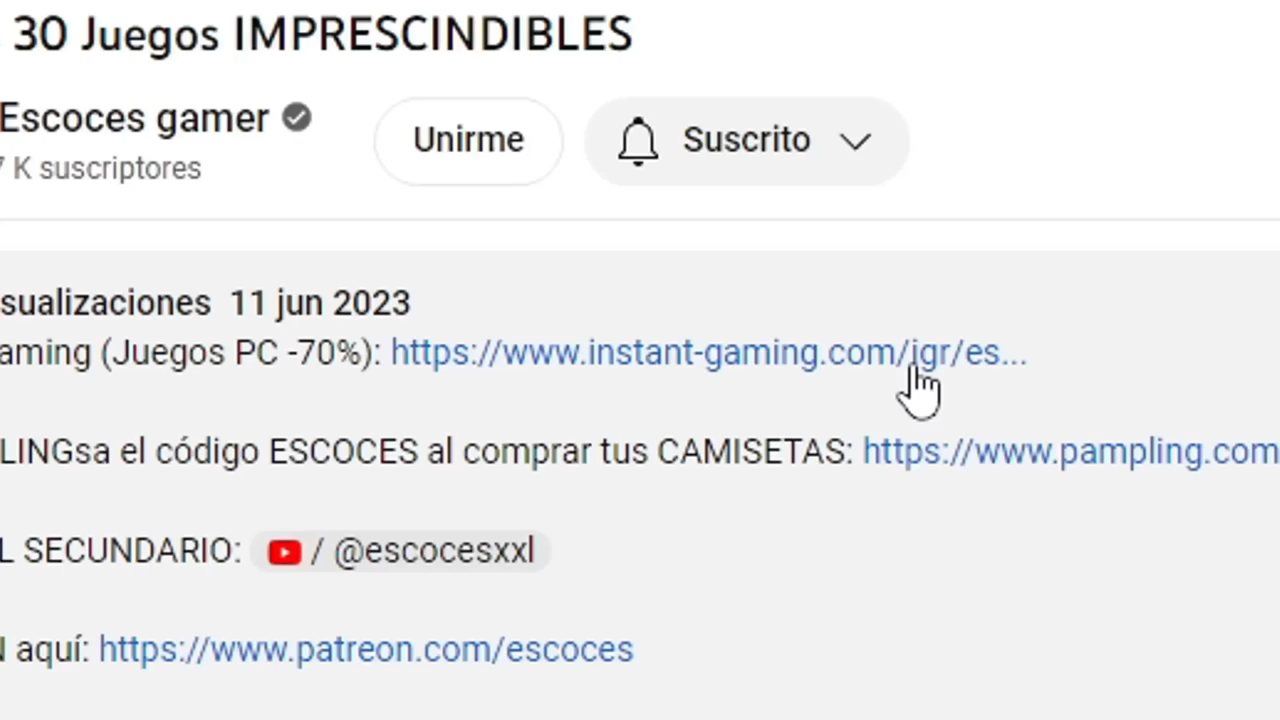 30 Juegos IMPRESCINDIBLES
Escoces gamer
Unirme
Suscrito
7 K suscriptores
sualizaciones 11 jun 2023
aming (Juegos PC -70%): https://www.instant-gaming.com/igr/es...
LINGsa el código ESCOCES al comprar tus CAMISETAS: https://www.pampling.com
L SECUNDARIO: / @escocesxxl
N aquí: https://www.patreon.com/escoces